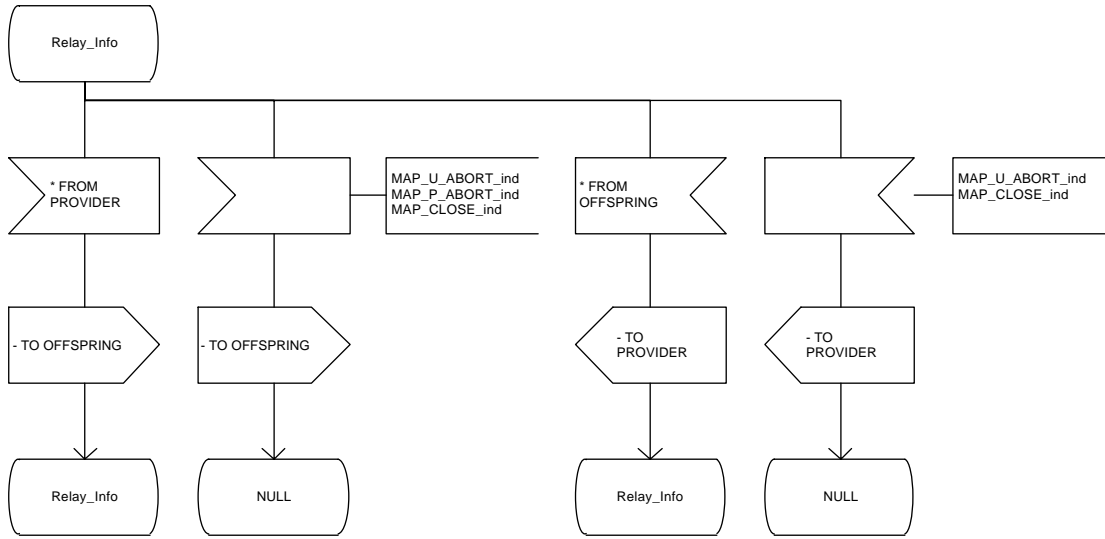 Relay_Info
* FROM
PROVIDER
MAP_U_ABORT_ind
MAP_P_ABORT_ind
MAP_CLOSE_ind
* FROM
OFFSPRING
MAP_U_ABORT_ind
MAP_CLOSE_ind
- TO OFFSPRING
- TO OFFSPRING
- TO
PROVIDER
- TO
PROVIDER
Relay_Info
NULL
Relay_Info
NULL